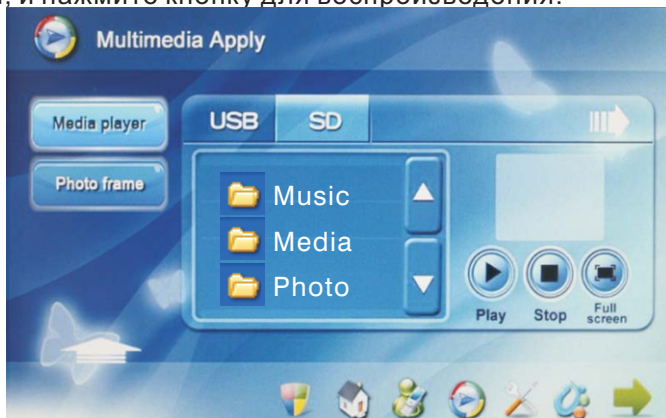 и нажмите кнопку для воспроизведения.
Multimedia Apply
Media player
USB SD
Photo frame
Music
Media
Photo
Play Stop Full screen